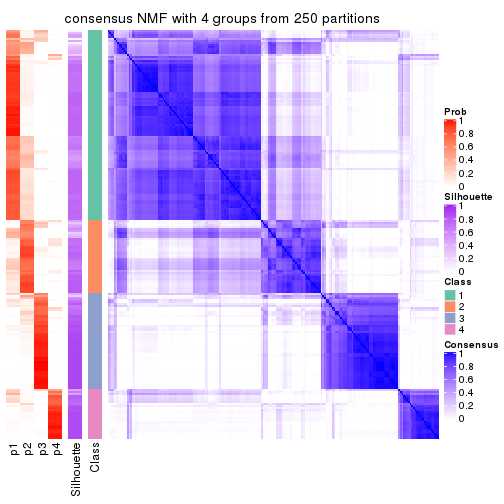 consensus NMF with 4 groups from 250 partitions
Prob
1
0.8
0.6
0.4
0.2
0
Silhouette
1
0.8
0.6
0.4
0.2
0
Class
1
2
3
4
Consensus
1
0.8
0.6
0.4
0.2
0
p1
p2
p3
p4
Silhouette
Class